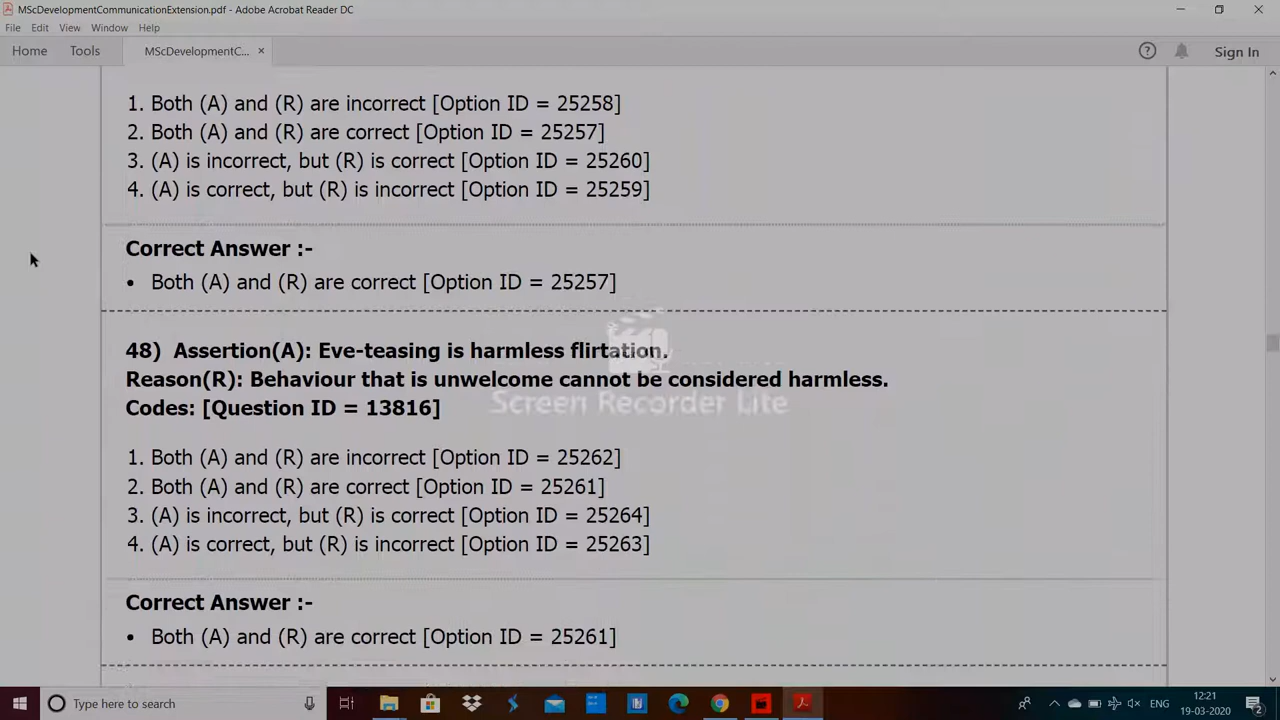 MScDevelopmentCommunicationExtension.pdf - Adobe Acrobat Reader DC
File Edit View Window Help
Home Tools MScDevelopmentC... × Sign In
1. Both (A) and (R) are incorrect [Option ID = 25258]
2. Both (A) and (R) are correct [Option ID = 25257]
3. (A) is incorrect, but (R) is correct [Option ID = 25260]
4. (A) is correct, but (R) is incorrect [Option ID = 25259]
Correct Answer :-
• Both (A) and (R) are correct [Option ID = 25257]
48) Assertion(A): Eve-teasing is harmless flirtation.
Reason(R): Behaviour that is unwelcome cannot be considered harmless.
Codes: [Question ID = 13816]
Screen Recorder Lite
1. Both (A) and (R) are incorrect [Option ID = 25262]
2. Both (A) and (R) are correct [Option ID = 25261]
3. (A) is incorrect, but (R) is correct [Option ID = 25264]
4. (A) is correct, but (R) is incorrect [Option ID = 25263]
Correct Answer :-
• Both (A) and (R) are correct [Option ID = 25261]
Type here to search
ENG
12:21
19-03-2020
2